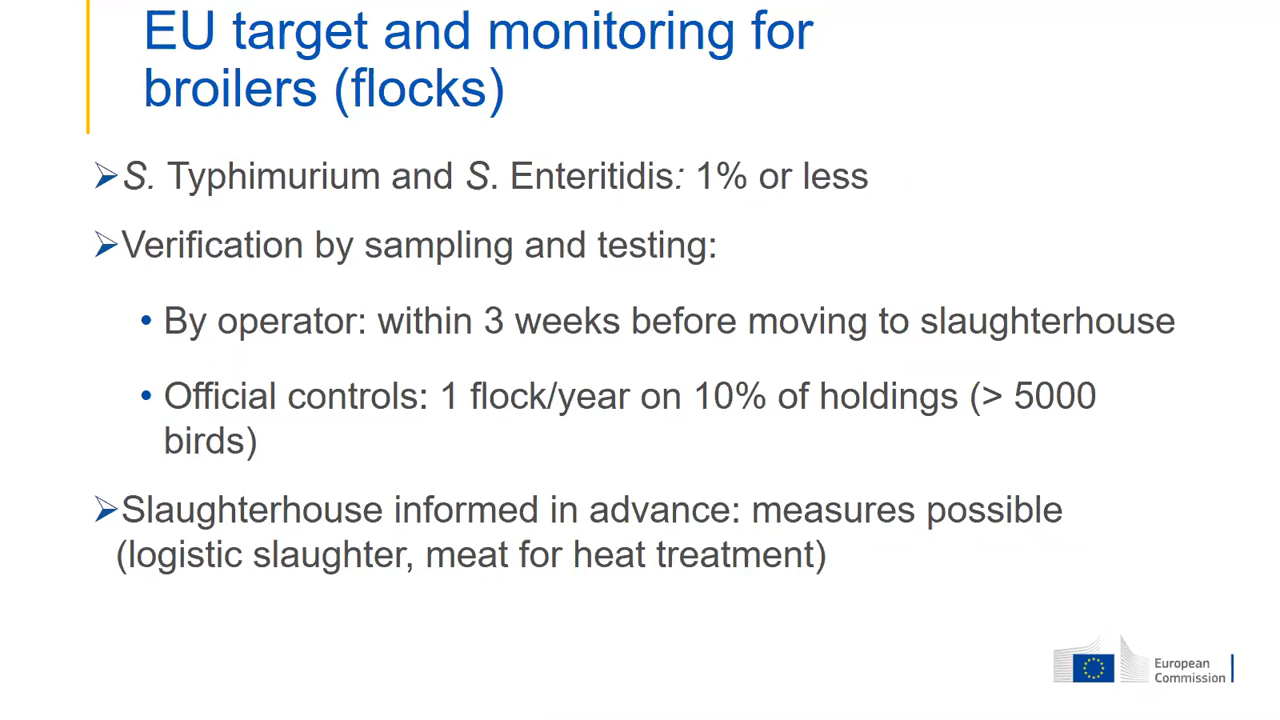 EU target and monitoring for
broilers (flocks)
➢S. Typhimurium and S. Enteritidis: 1% or less
➢Verification by sampling and testing:
• By operator: within 3 weeks before moving to slaughterhouse
• Official controls: 1 flock/year on 10% of holdings (> 5000
birds)
➢Slaughterhouse informed in advance: measures possible
(logistic slaughter, meat for heat treatment)
European
Commission